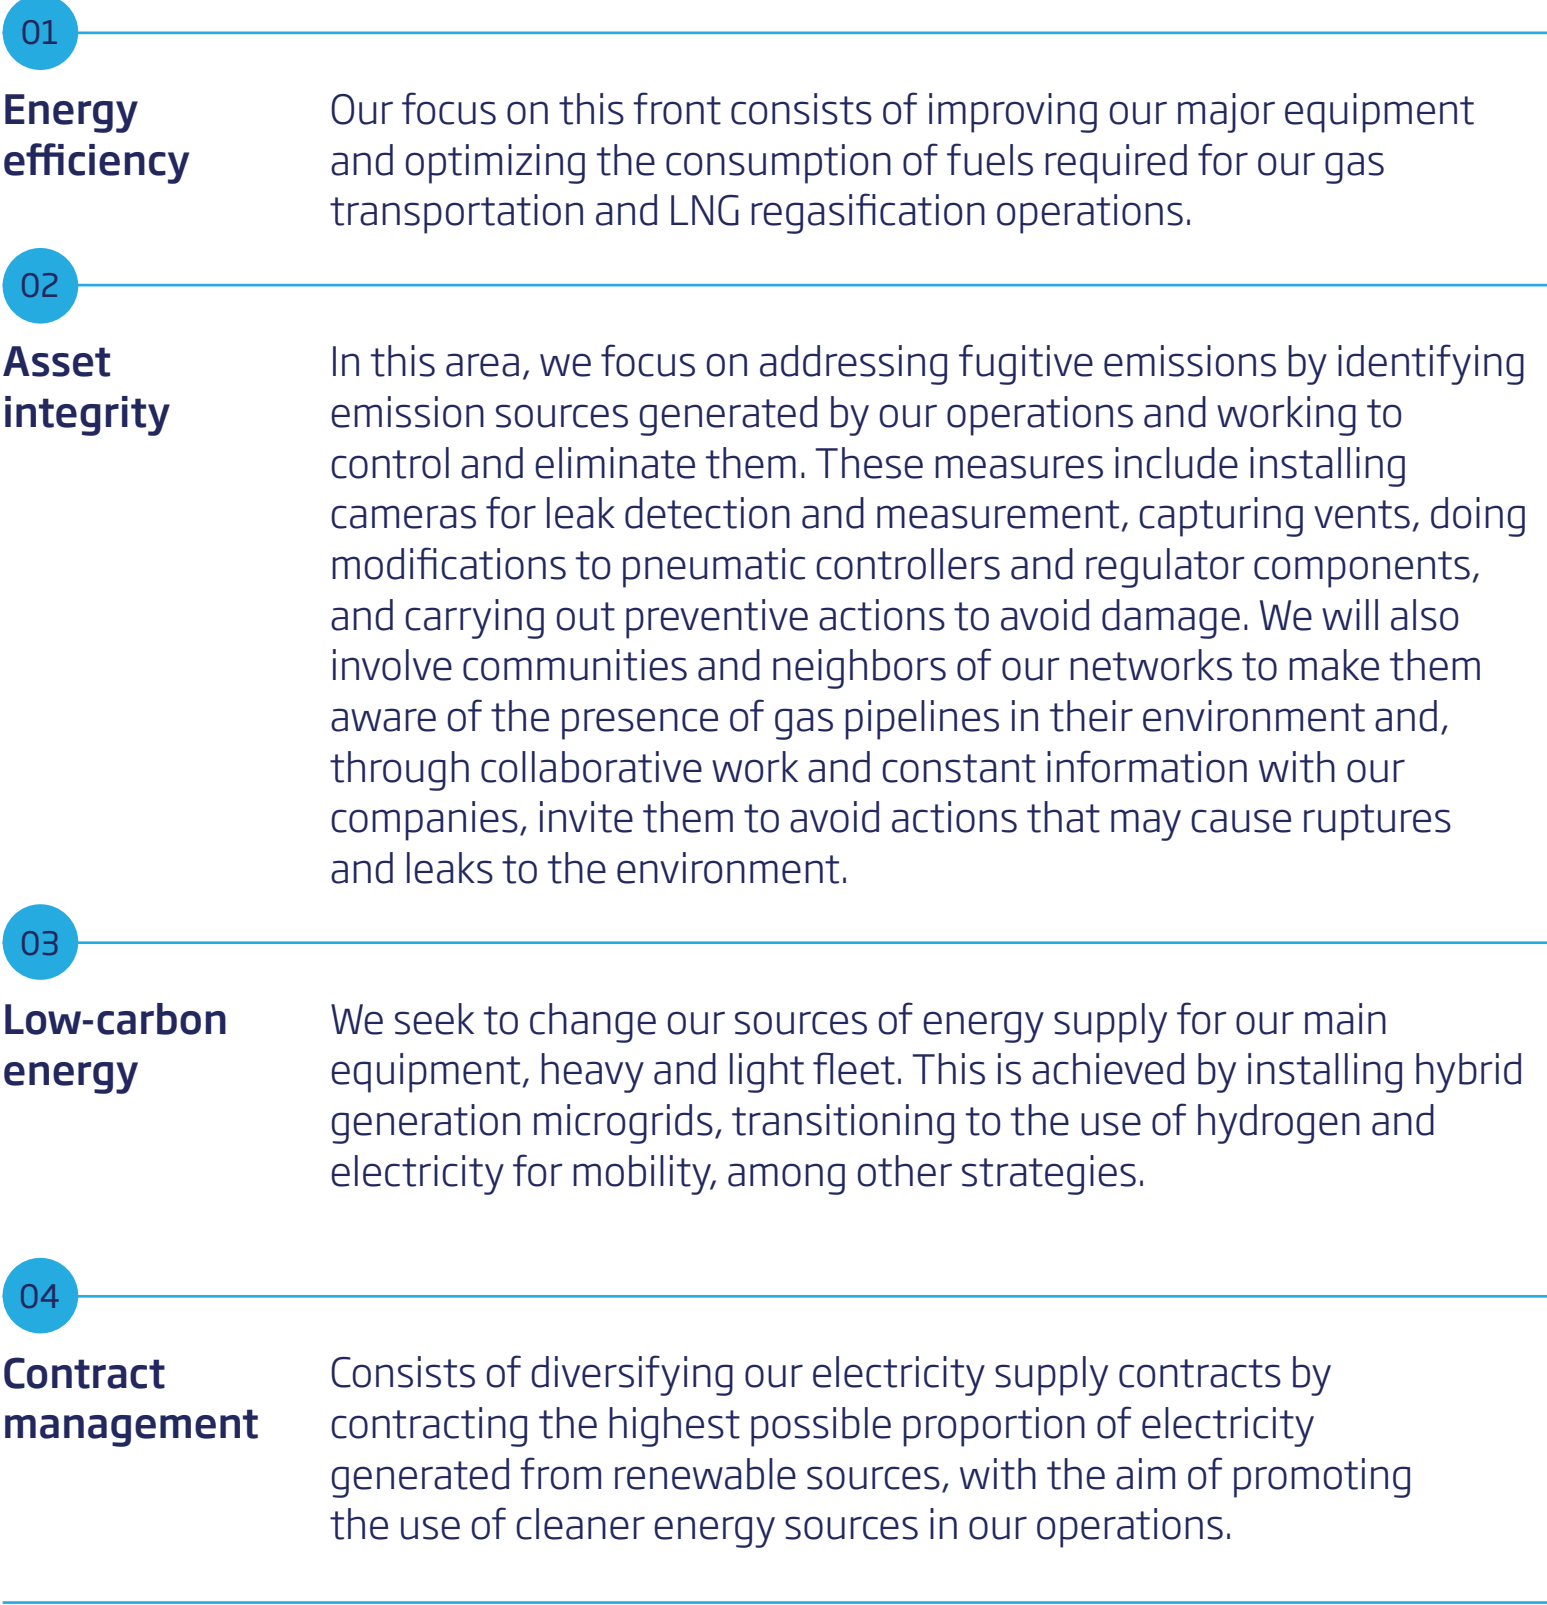 01
Energy
efficiency
Our focus on this front consists of improving our major equipment
and optimizing the consumption of fuels required for our gas
transportation and LNG regasification operations.
02
Asset
integrity
In this area, we focus on addressing fugitive emissions by identifying
emission sources generated by our operations and working to
control and eliminate them. These measures include installing
cameras for leak detection and measurement, capturing vents, doing
modifications to pneumatic controllers and regulator components,
and carrying out preventive actions to avoid damage. We will also
involve communities and neighbors of our networks to make them
aware of the presence of gas pipelines in their environment and,
through collaborative work and constant information with our
companies, invite them to avoid actions that may cause ruptures
and leaks to the environment.
03
Low-carbon
energy
We seek to change our sources of energy supply for our main
equipment, heavy and light fleet. This is achieved by installing hybrid
generation microgrids, transitioning to the use of hydrogen and
electricity for mobility, among other strategies.
04
Contract
management
Consists of diversifying our electricity supply contracts by
contracting the highest possible proportion of electricity
generated from renewable sources, with the aim of promoting
the use of cleaner energy sources in our operations.